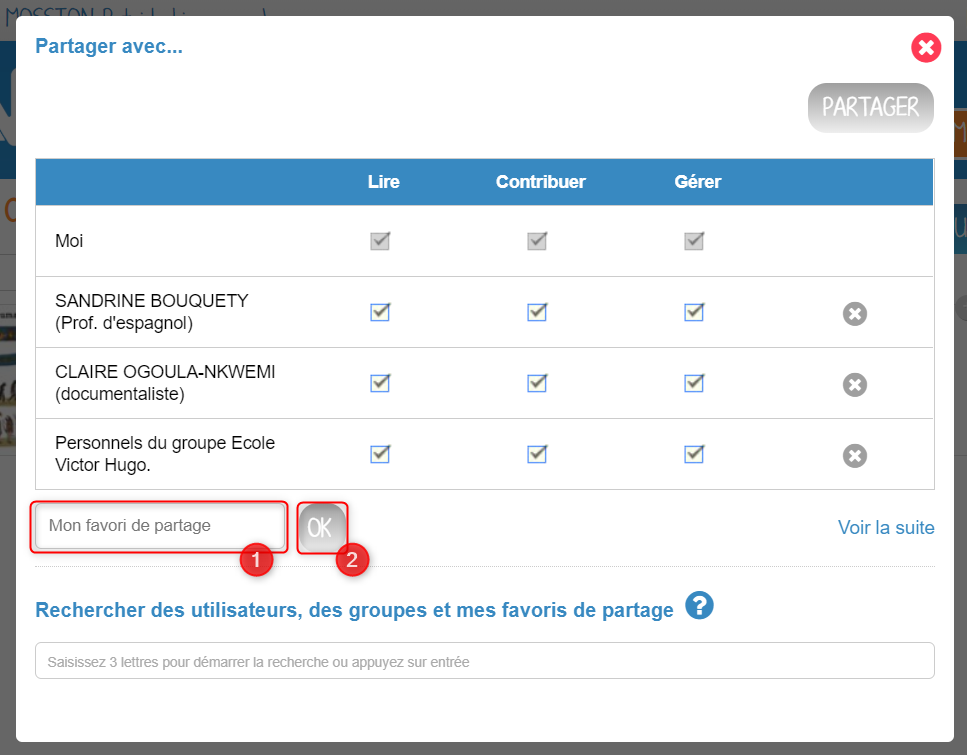 Partager avec...
PARTAGER
Lire Contribuer Gérer
Moi
SANDRINE BOUQUETY
(Prof. d'espagnol)
CLAIRE OGOULA-NKWEMI
(documentaliste)
Personnels du groupe Ecole
Victor Hugo.
Mon favori de partage
OK
Voir la suite
1
2
Rechercher des utilisateurs, des groupes et mes favoris de partage ?
Saisissez 3 lettres pour démarrer la recherche ou appuyez sur entrée